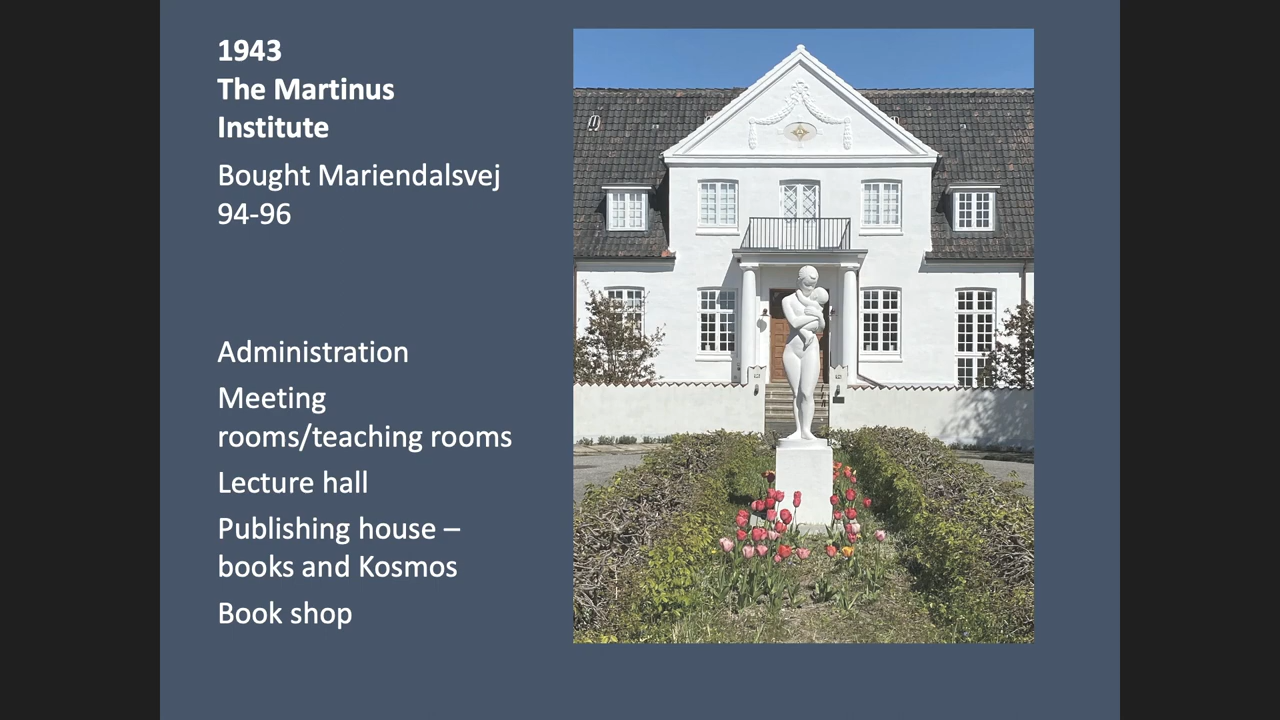 1943
The Martinus
Institute
Bought Mariendalsvej
94-96
Administration
Meeting
rooms/teaching rooms
Lecture hall
Publishing house –
books and Kosmos
Book shop